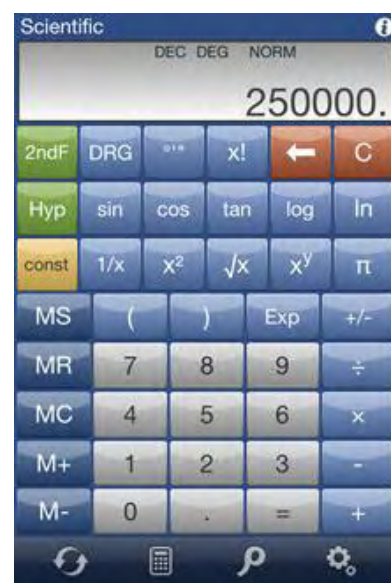 Scientific i
DEC DEG NORM
250000.
2ndF DRG °'" x! C
Hyp sin cos tan log ln
const 1/x x² √x xʸ π
MS ( ) Exp +/-
MR 7 8 9 ÷
MC 4 5 6 ×
M+ 1 2 3 -
M- 0 . = +